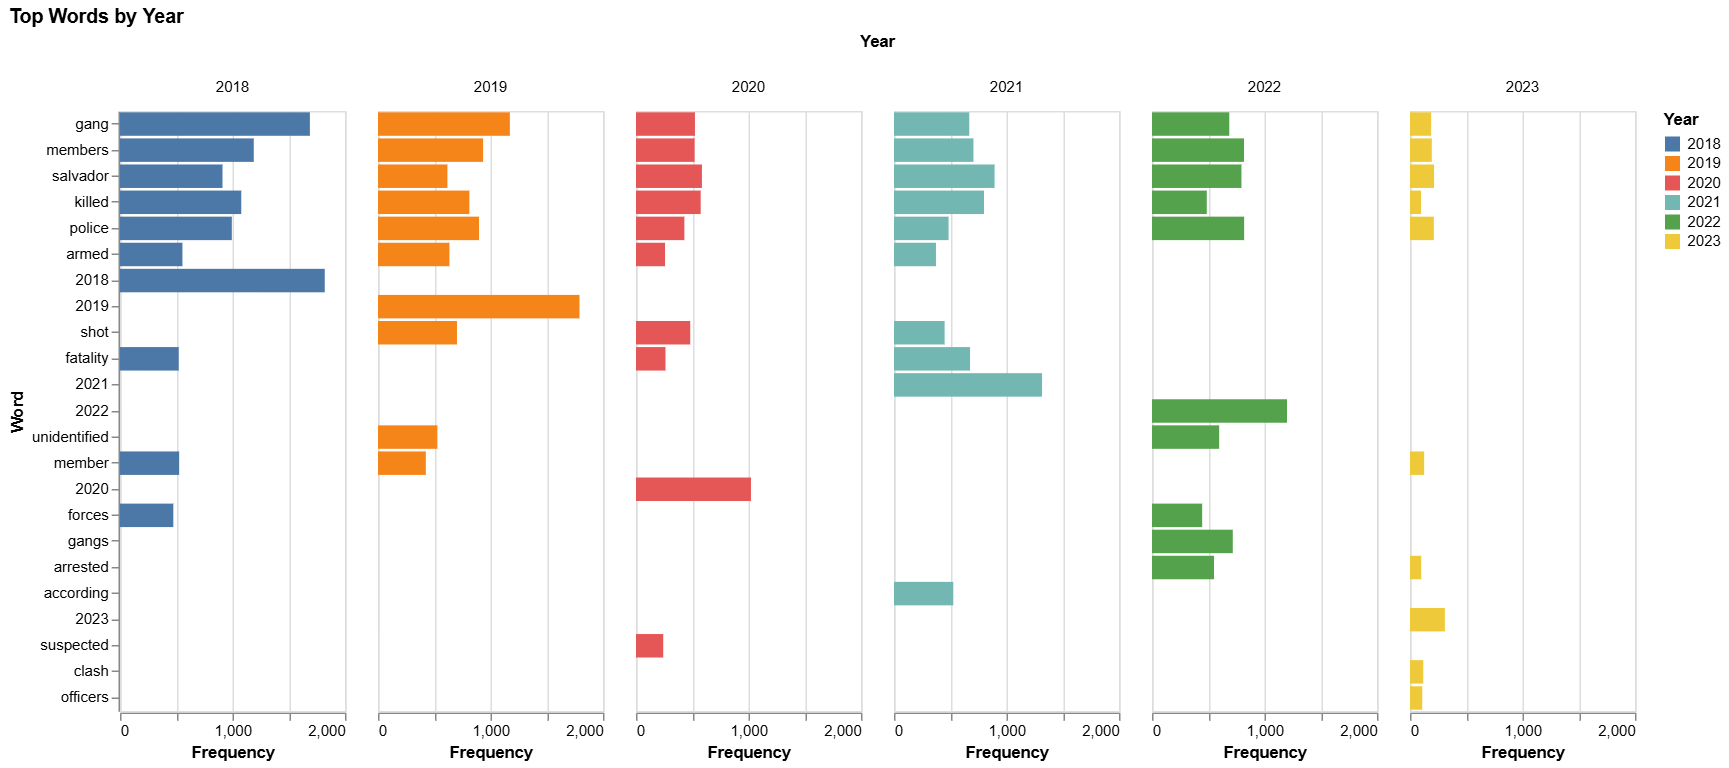 Top Words by Year
Year
2018 2019 2020 2021 2022 2023
gang
members
salvador
killed
police
armed
2018
2019
shot
fatality
2021
2022
unidentified
member
2020
forces
gangs
arrested
according
2023
suspected
clash
officers
Word
0 1,000 2,000 0 1,000 2,000 0 1,000 2,000 0 1,000 2,000 0 1,000 2,000 0 1,000 2,000
Frequency Frequency Frequency Frequency Frequency Frequency
Year
2018
2019
2020
2021
2022
2023